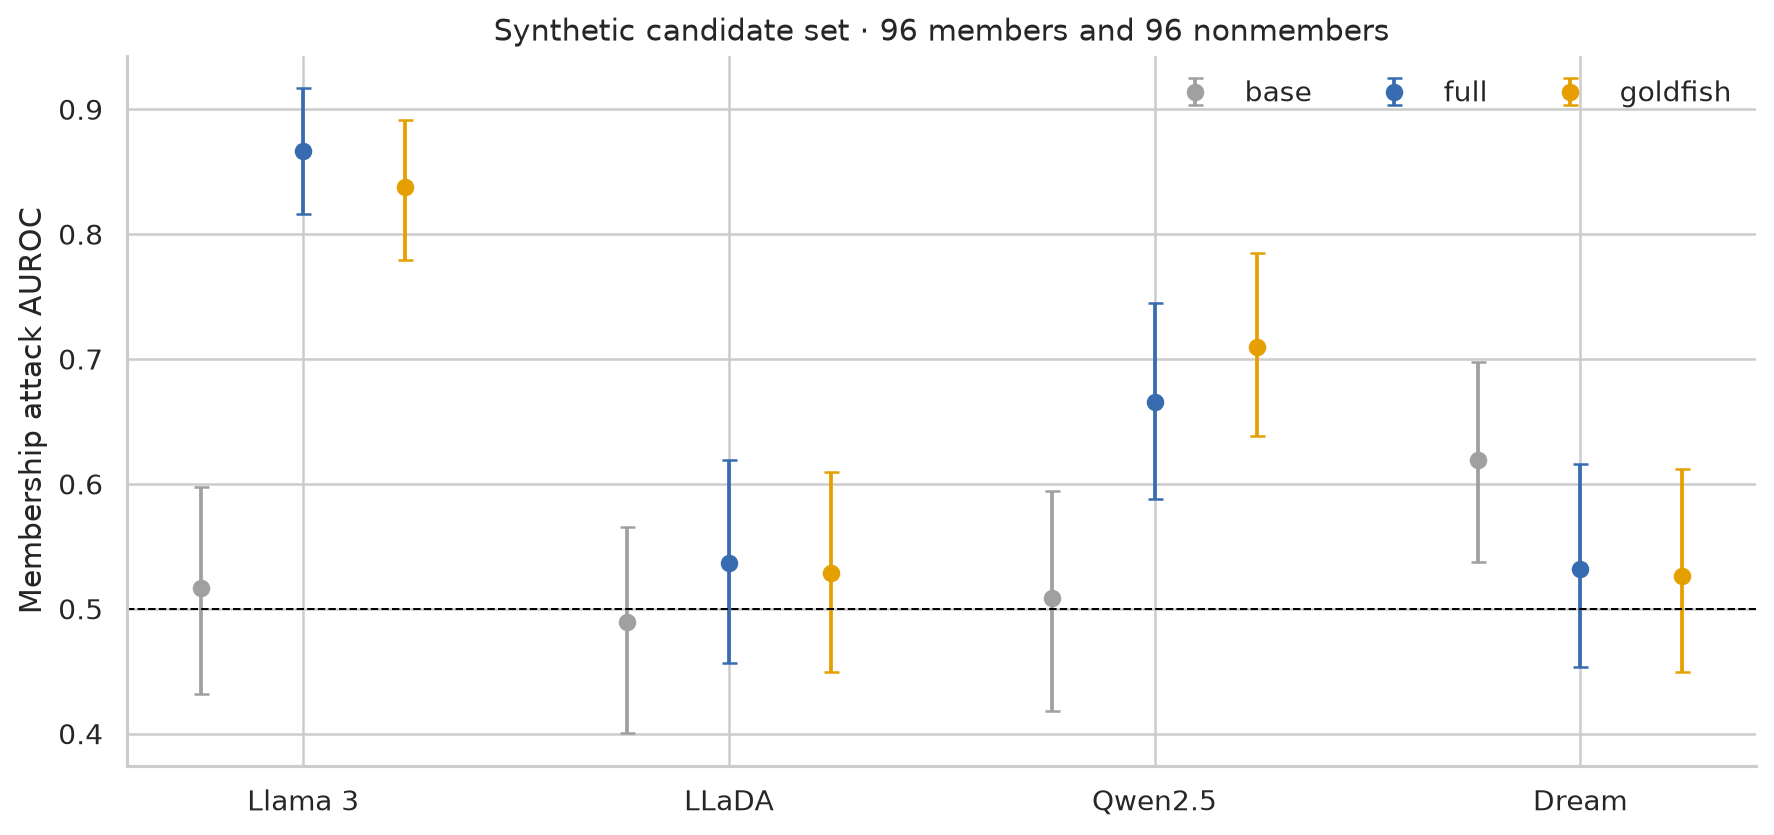 Synthetic candidate set · 96 members and 96 nonmembers
base full goldfish
Membership attack AUROC
0.9
0.8
0.7
0.6
0.5
0.4
Llama 3 LLaDA Qwen2.5 Dream